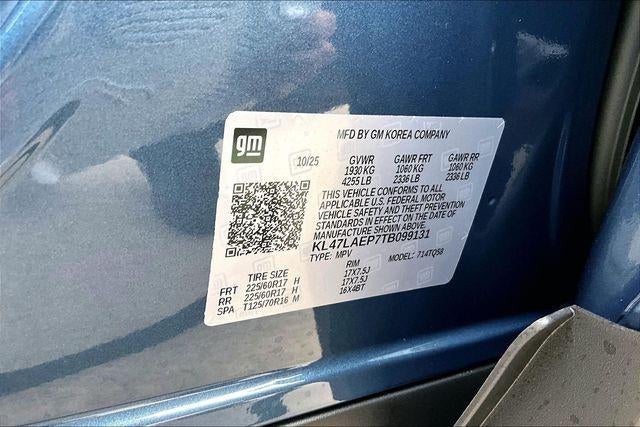 gm
MFD BY GM KOREA COMPANY
10/25 GVWR GAWR FRT GAWR RR
1930 KG 1060 KG 1060 KG
4255 LB 2336 LB 2336 LB
THIS VEHICLE CONFORMS TO ALL
APPLICABLE U.S. FEDERAL MOTOR
VEHICLE SAFETY AND THEFT PREVENTION
STANDARDS IN EFFECT ON THE DATE OF
MANUFACTURE SHOWN ABOVE.
KL47LAEP7TB099131
TYPE: MPV MODEL: 714TQ58
TIRE SIZE RIM
FRT 225/60R17 H 17X7.5J
RR 225/60R17 H 17X7.5J
SPA T125/70R16 M 16X4BT